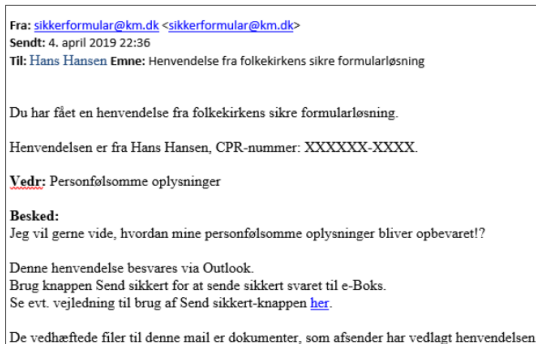 Fra: sikkerformular@km.dk <sikkerformular@km.dk>
Sendt: 4. april 2019 22:36
Til: Hans Hansen Emne: Henvendelse fra folkekirkens sikre formularløsning
Du har fået en henvendelse fra folkekirkens sikre formularløsning.
Henvendelsen er fra Hans Hansen, CPR-nummer: XXXXXX-XXXX.
Vedr: Personfølsomme oplysninger
Besked:
Jeg vil gerne vide, hvordan mine personfølsomme oplysninger bliver opbevaret!?
Denne henvendelse besvares via Outlook.
Brug knappen Send sikkert for at sende sikkert svaret til e-Boks.
Se evt. vejledning til brug af Send sikkert-knappen her.
De vedhæftede filer til denne mail er dokumenter, som afsender har vedlagt henvendelsen